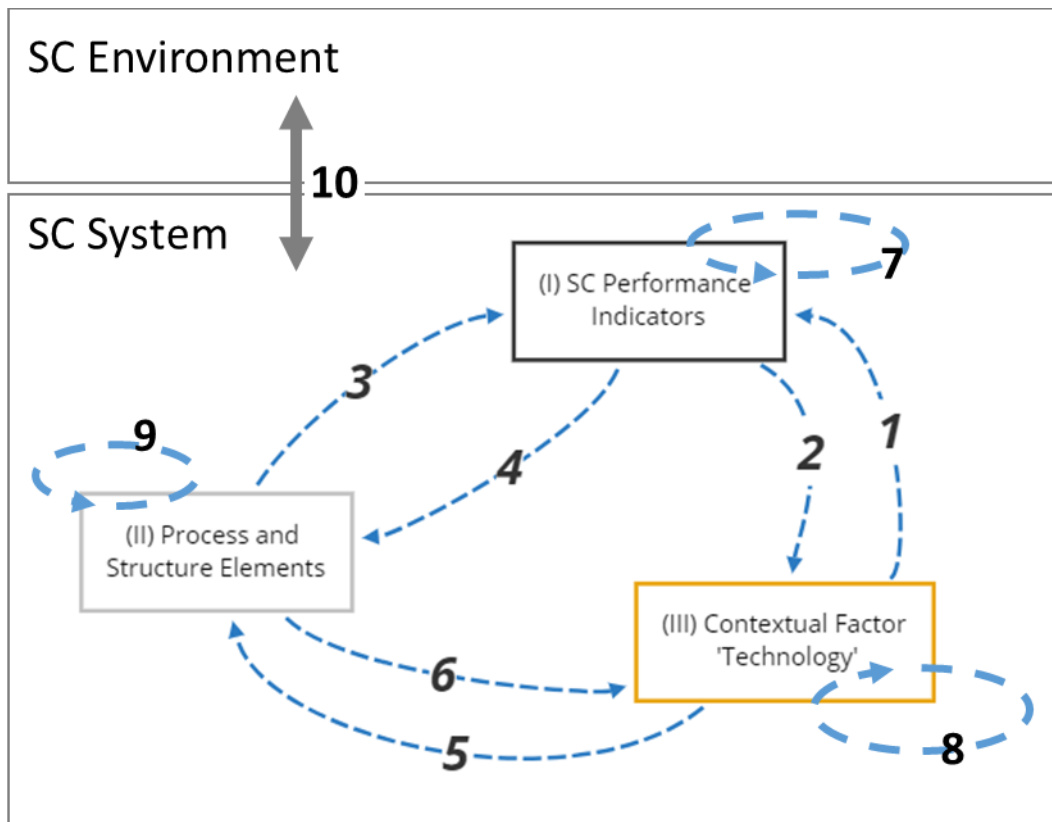 SC Environment
10
SC System
7
(I) SC Performance
Indicators
3
1
9
2
4
(II) Process and
Structure Elements
(III) Contextual Factor
'Technology'
6
5
8